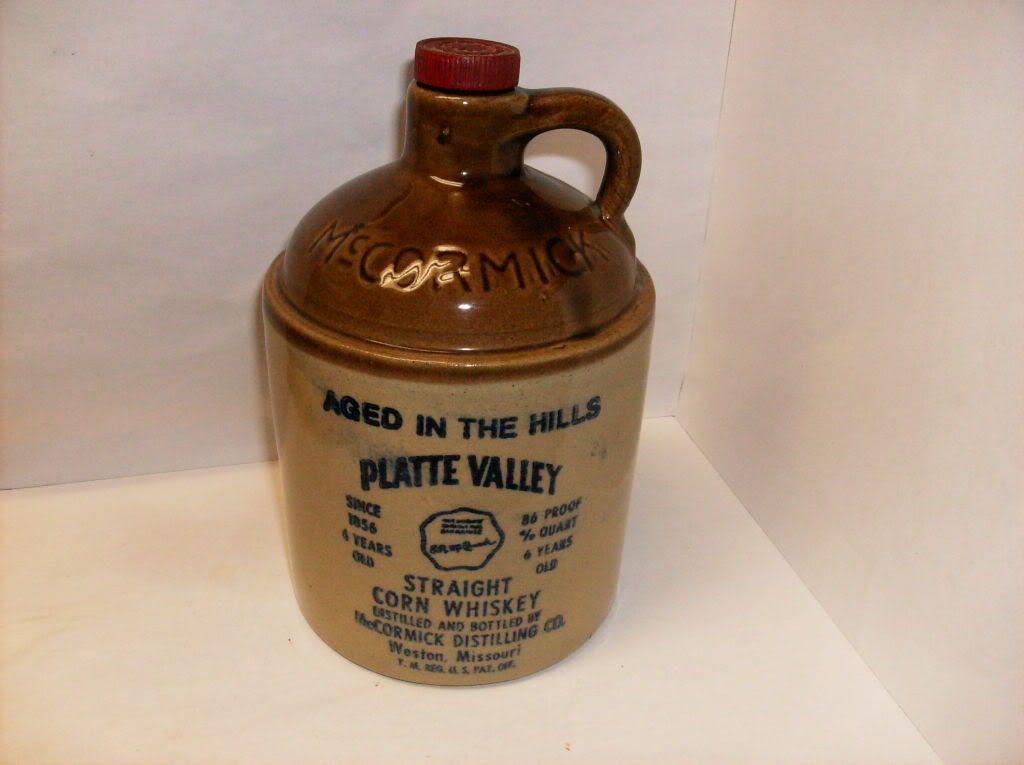 McCORMICK
AGED IN THE HILLS
PLATTE VALLEY
SINCE
1856
6 YEARS
OLD
86 PROOF
4/5 QUART
6 YEARS
OLD
STRAIGHT
CORN WHISKEY
DISTILLED AND BOTTLED BY
McCORMICK DISTILLING CO.
Weston, Missouri
T. M. REG. U. S. PAT. OFF.